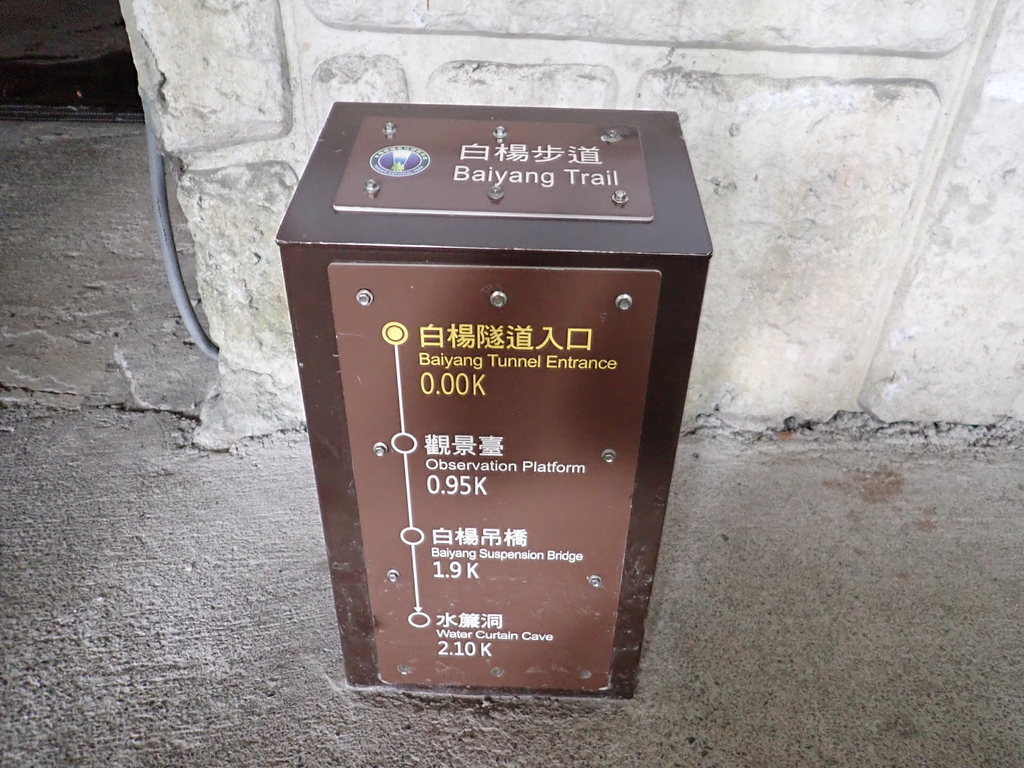 白楊步道
Baiyang Trail
白楊隧道入口
Baiyang Tunnel Entrance
0.00K
觀景臺
Observation Platform
0.95K
白楊吊橋
Baiyang Suspension Bridge
1.9 K
水簾洞
Water Curtain Cave
2.10 K